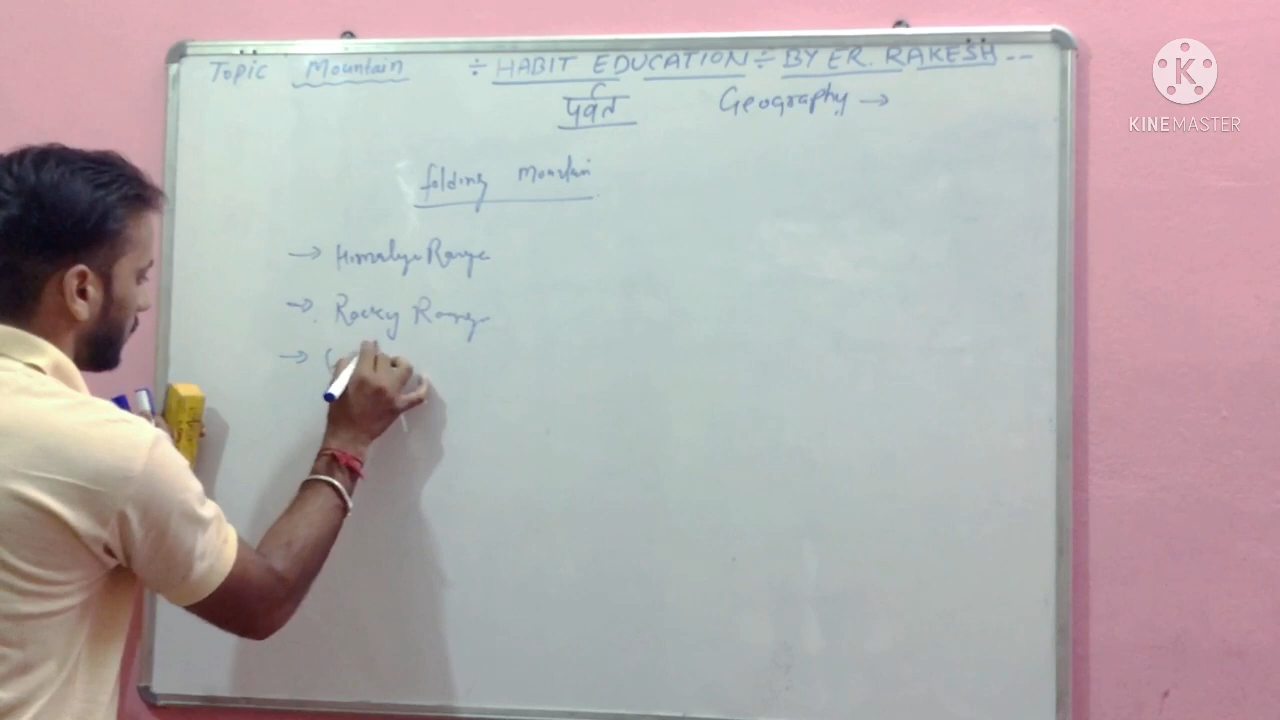 Topic Mountain ÷ HABIT EDUCATION ÷ BY ER. RAKESH --
पर्वत Geography →
folding Mountain
→ Himalya Range
→ Rocky Range
→
KINEMASTER